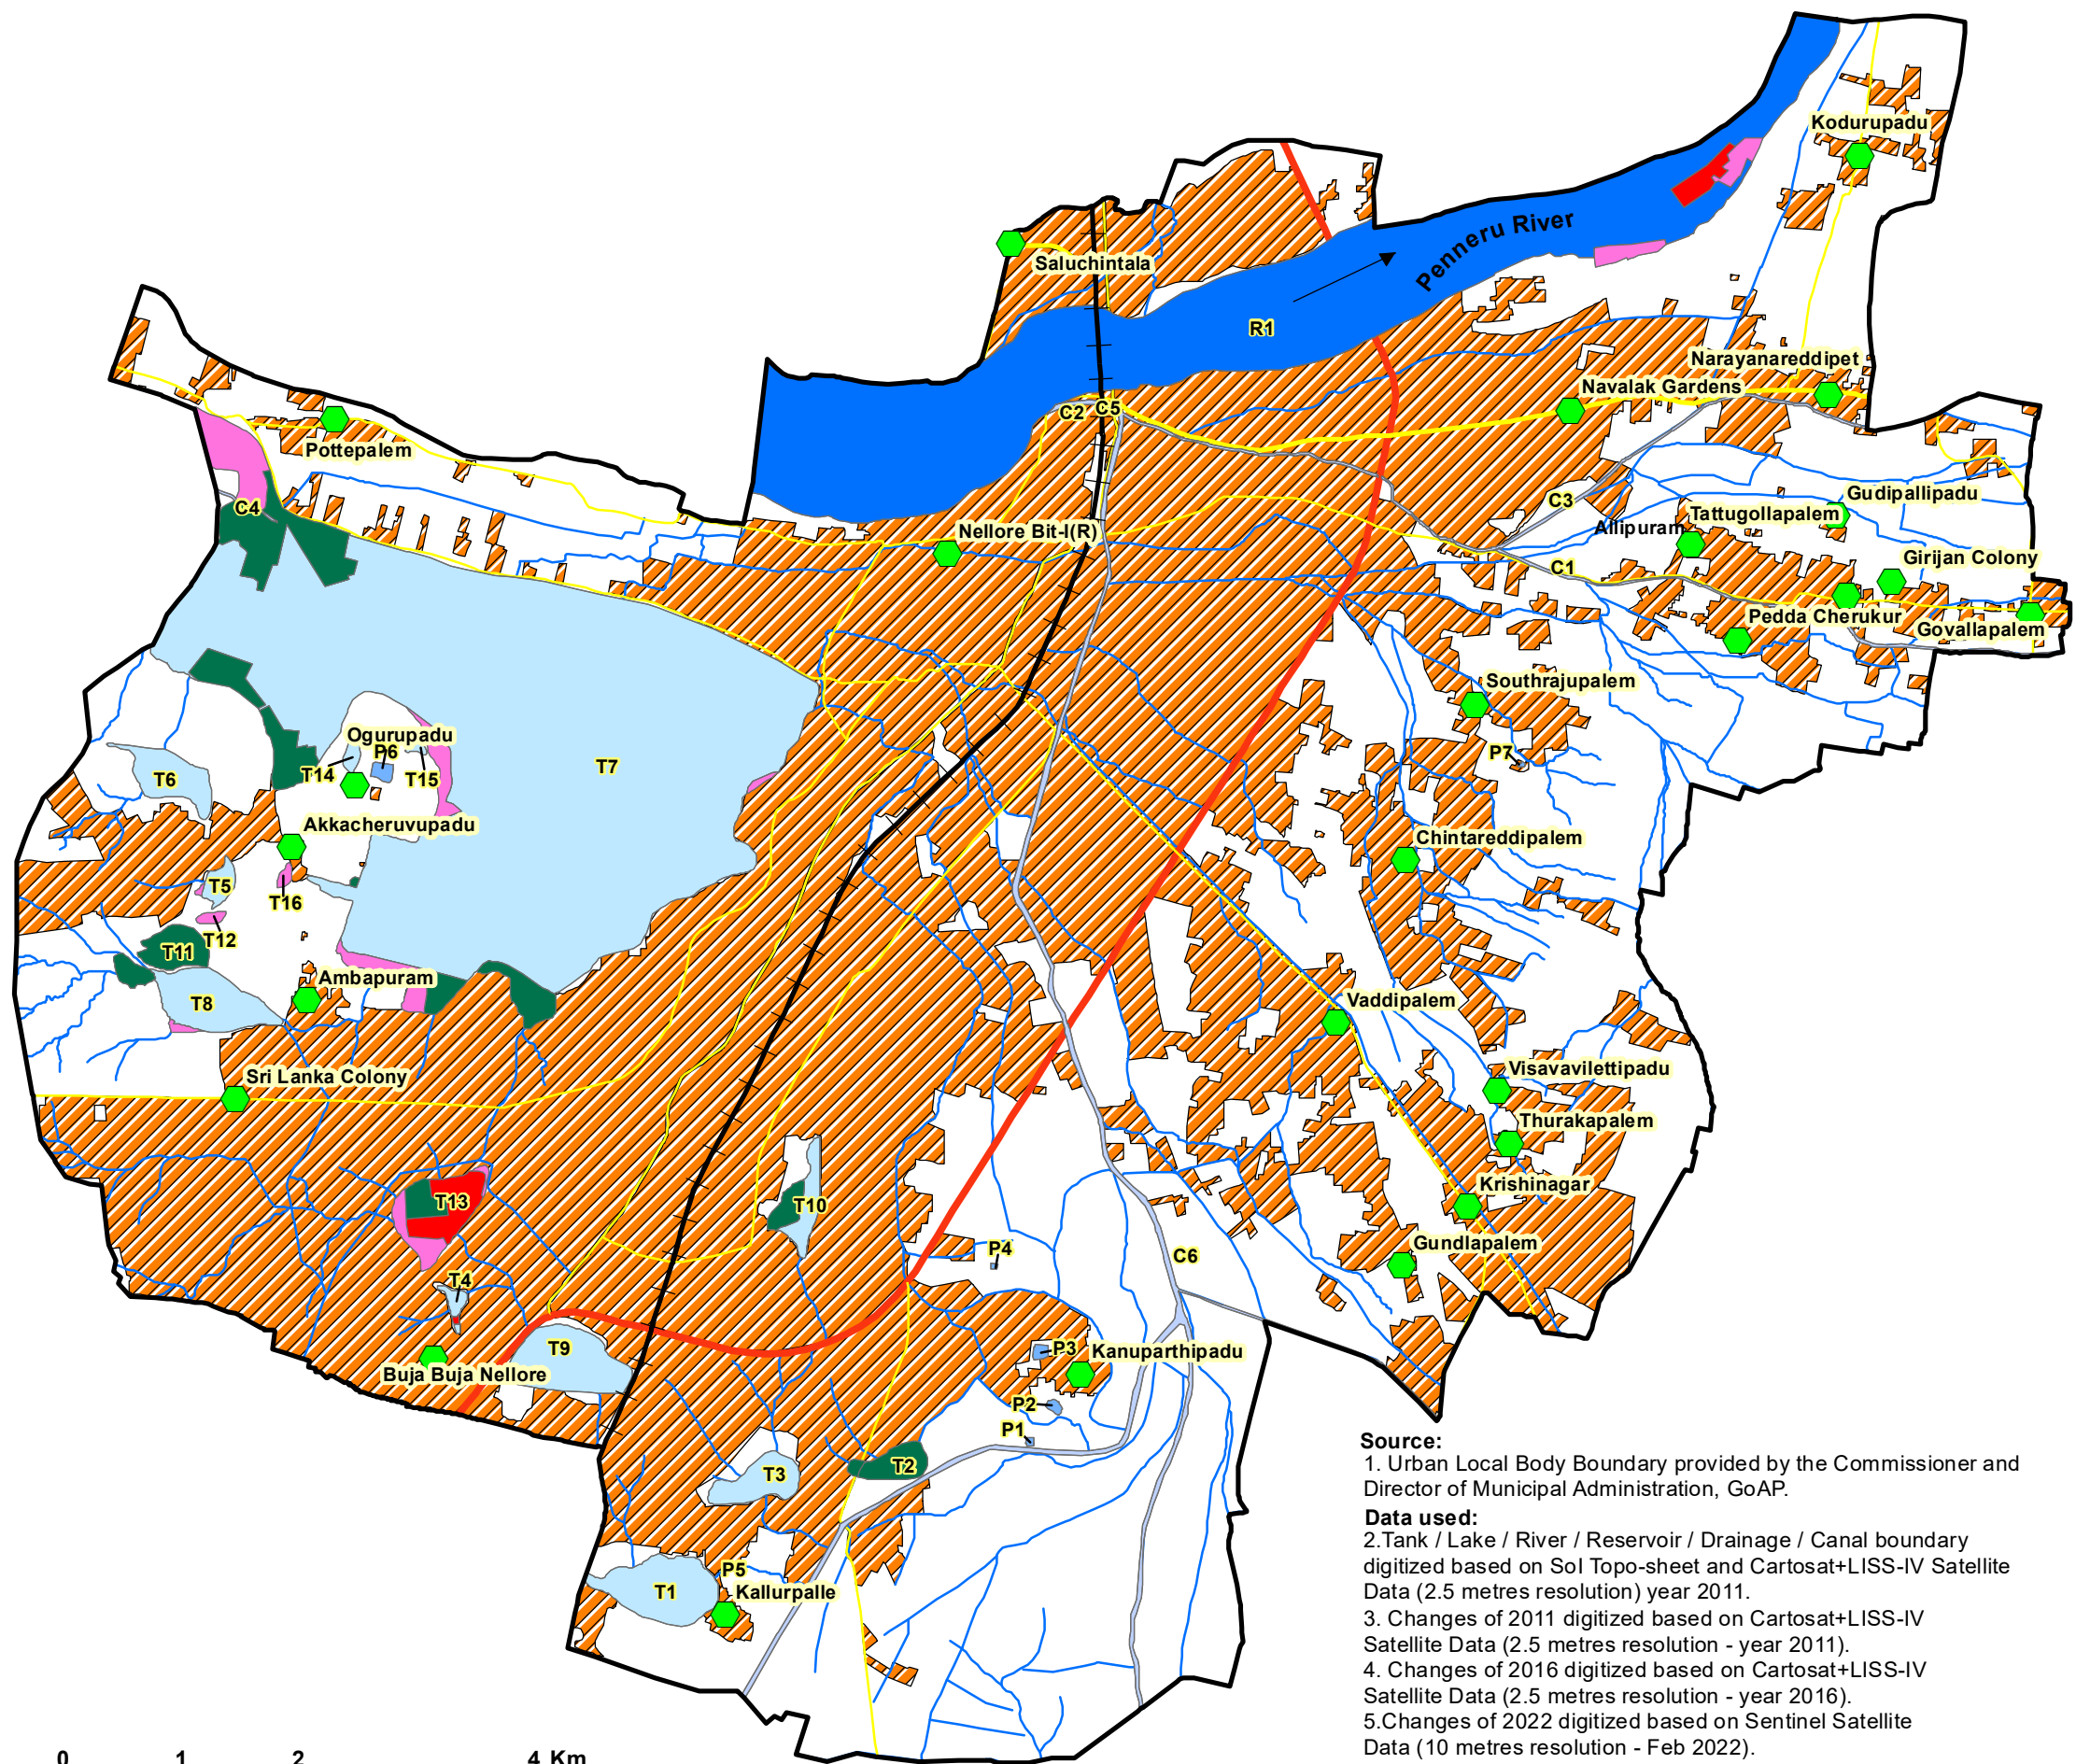 Kodurupadu
Saluchintala
Penneru River
R1
Narayanareddipet
Navalak Gardens
C2
C5
Pottepalem
C4
C3
Gudipallipadu
Tattugollapalem
Allipuram
Nellore Bit-I(R)
Girijan Colony
C1
Pedda Cherukur
Govallapalem
Southrajupalem
Ogurupadu
P6
P7
T14
T15
T7
T6
Akkacheruvupadu
Chintareddipalem
T5
T16
T12
T11
Ambapuram
T8
Vaddipalem
Sri Lanka Colony
Visavavilettipadu
Thurakapalem
Krishinagar
T13
T10
Gundlapalem
P4
C6
T4
T9
P3
Kanuparthipadu
Buja Buja Nellore
P2
P1
T3
T2
P5
T1
Kallurpalle
Source:
1. Urban Local Body Boundary provided by the Commissioner and
Director of Municipal Administration, GoAP.
Data used:
2.Tank / Lake / River / Reservoir / Drainage / Canal boundary
digitized based on SoI Topo-sheet and Cartosat+LISS-IV Satellite
Data (2.5 metres resolution) year 2011.
3. Changes of 2011 digitized based on Cartosat+LISS-IV
Satellite Data (2.5 metres resolution - year 2011).
4. Changes of 2016 digitized based on Cartosat+LISS-IV
Satellite Data (2.5 metres resolution - year 2016).
5.Changes of 2022 digitized based on Sentinel Satellite
Data (10 metres resolution - Feb 2022).
0 1 2 4 Km